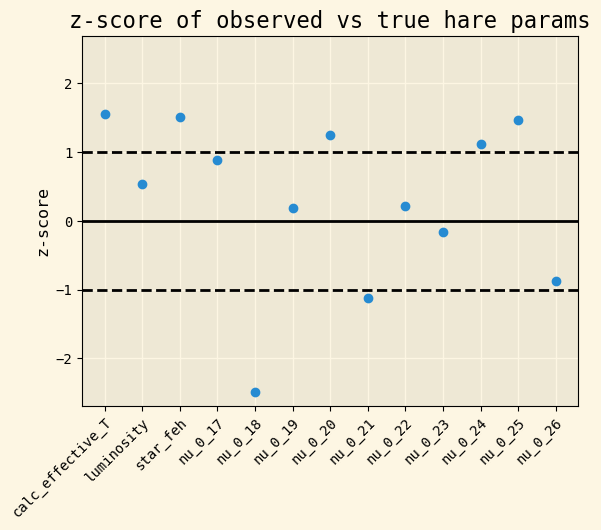 z-score of observed vs true hare params
z-score
2
1
0
−1
−2
calc_effective_T
luminosity
star_feh
nu_0_17
nu_0_18
nu_0_19
nu_0_20
nu_0_21
nu_0_22
nu_0_23
nu_0_24
nu_0_25
nu_0_26